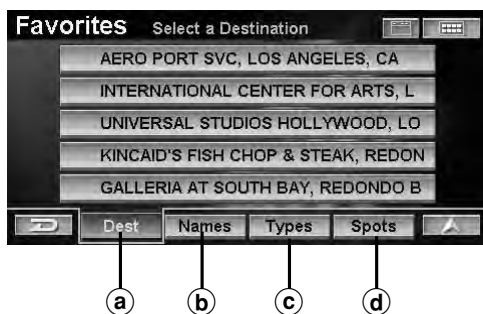 Favorites Select a Destination
AERO PORT SVC, LOS ANGELES, CA
INTERNATIONAL CENTER FOR ARTS, L
UNIVERSAL STUDIOS HOLLYWOOD, LO
KINCAID'S FISH CHOP & STEAK, REDON
GALLERIA AT SOUTH BAY, REDONDO B
Dest Names Types Spots
a b c d